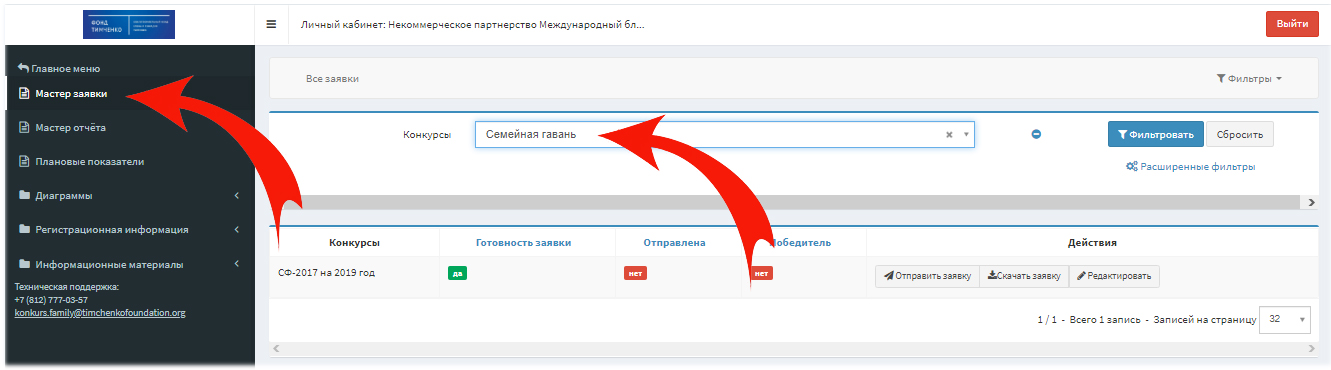 ФОНД
ТИМЧЕНКО
Личный кабинет: Некоммерческое партнерство Международный бл...
Выйти
Главное меню
Мастер заявки
Мастер отчёта
Плановые показатели
Диаграммы
Регистрационная информация
Информационные материалы
Техническая поддержка:
+7 (812) 777-03-57
konkurs.family@timchenkofoundation.org
Все заявки
Фильтры
Конкурсы
Семейная гавань
Фильтровать
Сбросить
Расширенные фильтры
Конкурсы Готовность заявки Отправлена Победитель Действия
СФ-2017 на 2019 год да нет нет Отправить заявку Скачать заявку Редактировать
1 / 1 - Всего 1 запись - Записей на страницу 32